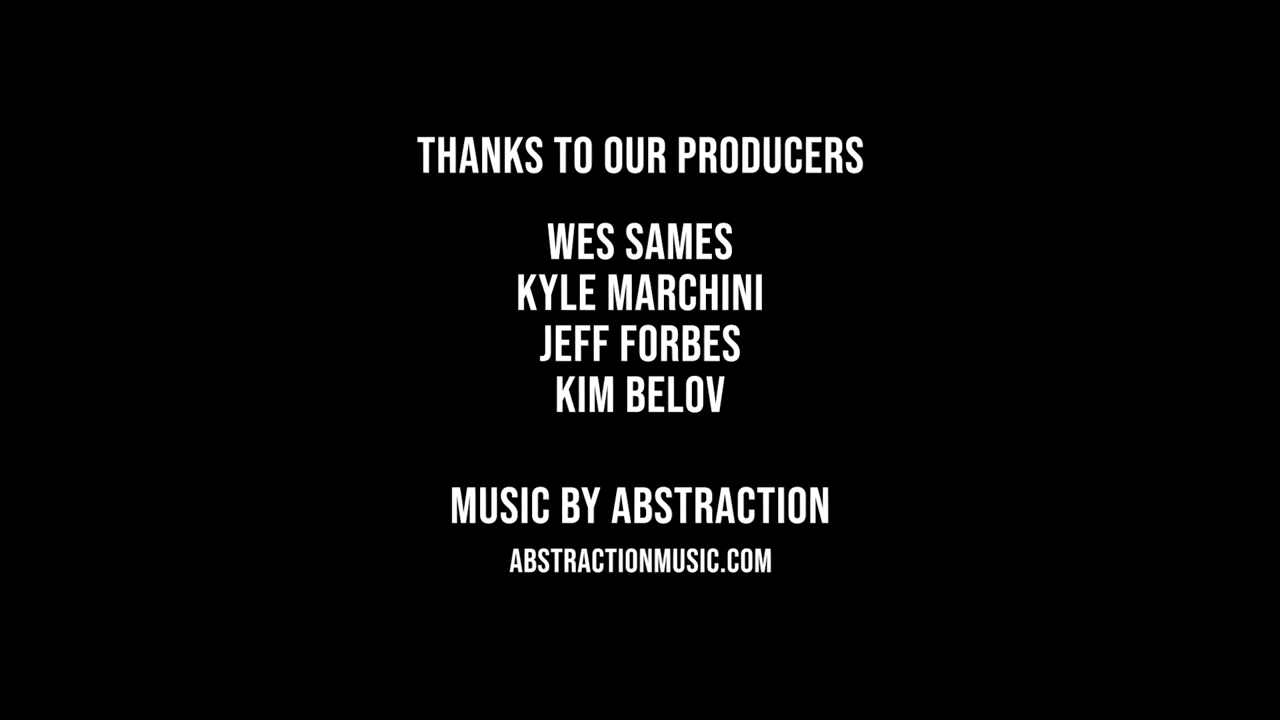 THANKS TO OUR PRODUCERS
WES SAMES
KYLE MARCHINI
JEFF FORBES
KIM BELOV
MUSIC BY ABSTRACTION
ABSTRACTIONMUSIC.COM